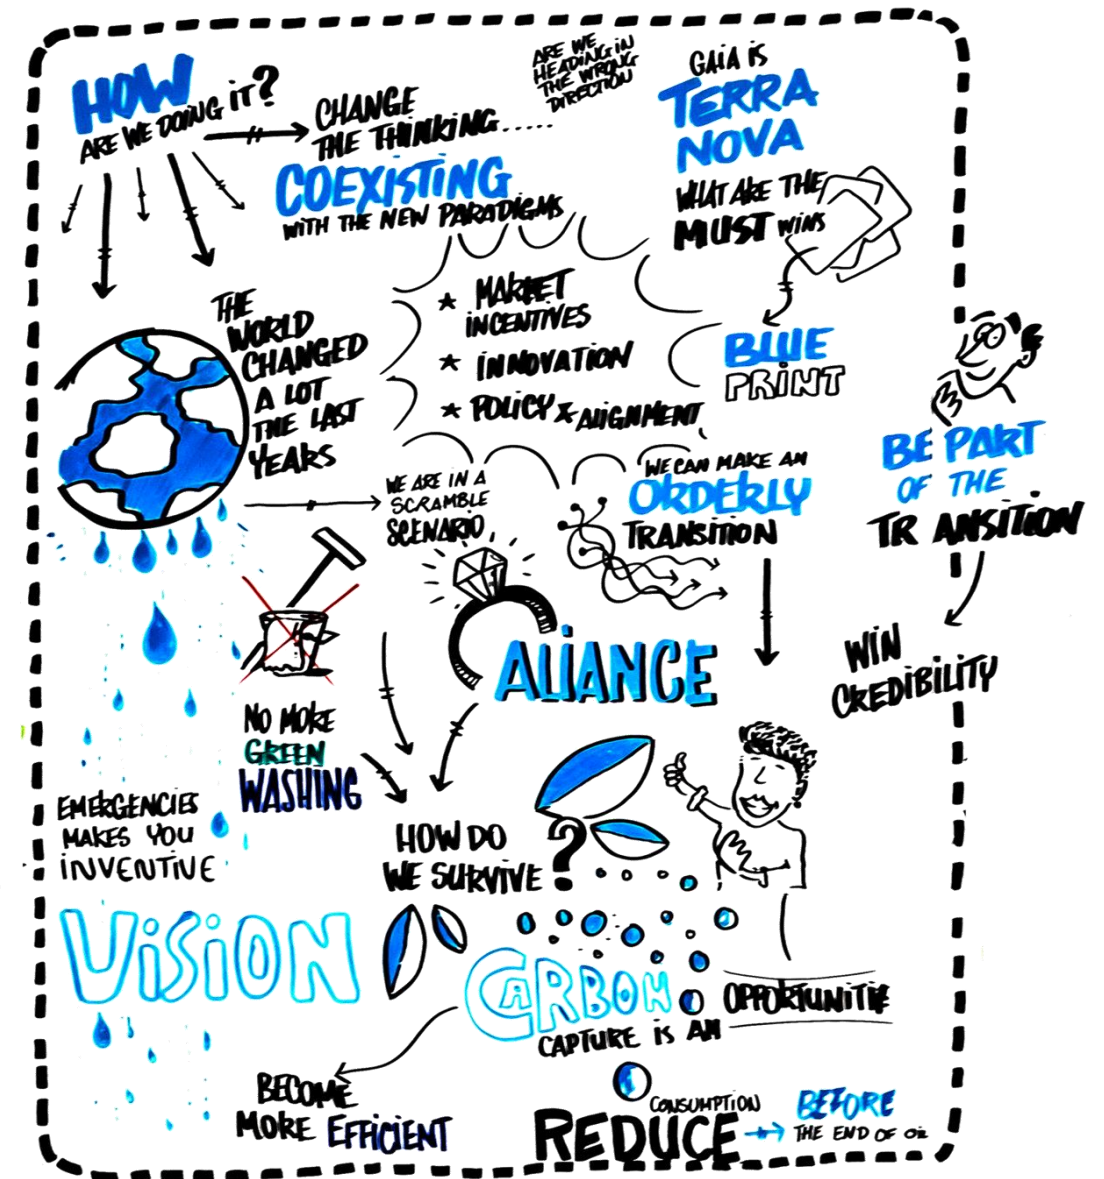 HOW
ARE WE DOING IT?
CHANGE
THE THINKING.....
COEXISTING
WITH THE NEW PARADIGMS
ARE WE
HEADING IN
THE WRONG
DIRECTION
GAIA IS
TERRA
NOVA
WHAT ARE THE
MUST WINS
BLUE
PRINT
THE
WORLD
CHANGED
A LOT
THE LAST
YEARS
* MARKET
INCENTIVES
* INNOVATION
* POLICY & ALIGNMENT
WE ARE IN A
SCRAMBLE
SCENARIO
WE CAN MAKE AN
ORDERLY
TRANSITION
BE PART
OF THE
TRANSITION
WIN
CREDIBILITY
ALIANCE
NO MORE
GREEN
WASHING
EMERGENCIES
MAKES YOU
INVENTIVE
HOW DO
WE SURVIVE ?
VISION
CARBON
CAPTURE IS AN
OPPORTUNITIE
BECOME
MORE EFFICIENT
CONSUMPTION
REDUCE
BEFORE
THE END OF